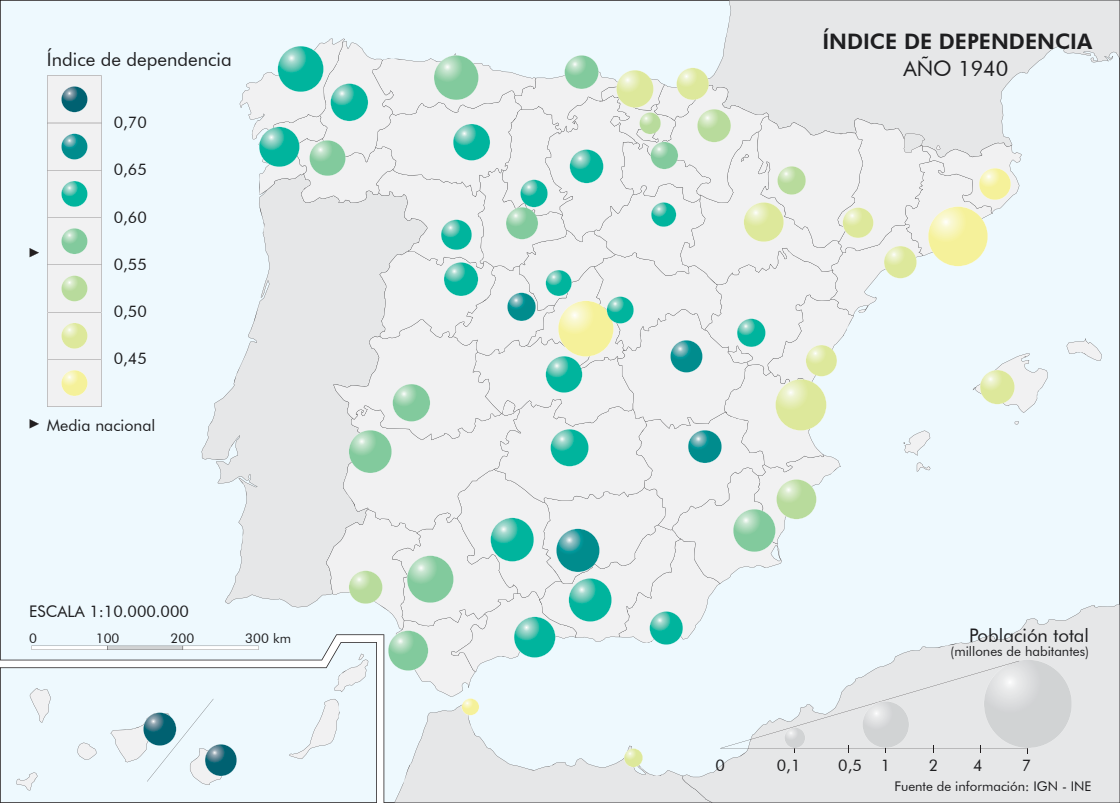 ÍNDICE DE DEPENDENCIA
AÑO 1940
Índice de dependencia
0,70
0,65
0,60
0,55
0,50
0,45
Media nacional
ESCALA 1:10.000.000
0 100 200 300 km
Población total
(millones de habitantes)
0 0,1 0,5 1 2 4 7
Fuente de información: IGN - INE